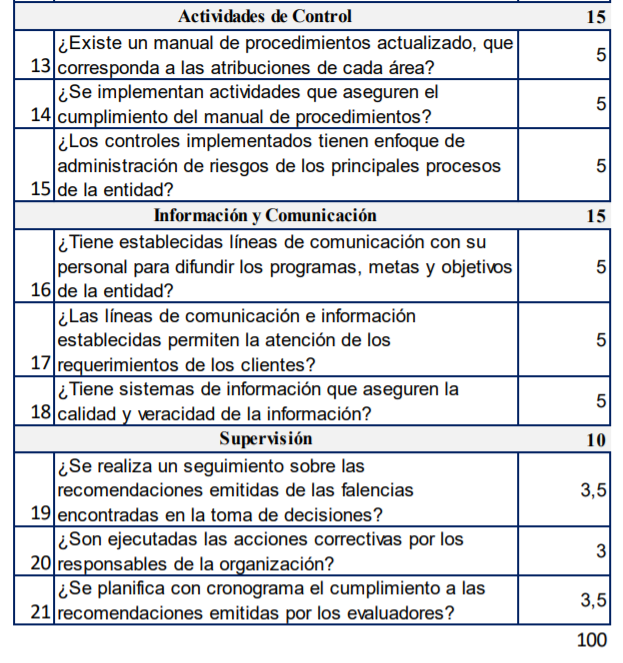 Actividades de Control 15
¿Existe un manual de procedimientos actualizado, que
13 corresponda a las atribuciones de cada área? 5
¿Se implementan actividades que aseguren el
14 cumplimiento del manual de procedimientos? 5
¿Los controles implementados tienen enfoque de
administración de riesgos de los principales procesos 5
15 de la entidad?
Información y Comunicación 15
¿Tiene establecidas líneas de comunicación con su
personal para difundir los programas, metas y objetivos 5
16 de la entidad?
¿Las líneas de comunicación e información
establecidas permiten la atención de los 5
17 requerimientos de los clientes?
¿Tiene sistemas de información que aseguren la
18 calidad y veracidad de la información? 5
Supervisión 10
¿Se realiza un seguimiento sobre las
recomendaciones emitidas de las falencias 3,5
19 encontradas en la toma de decisiones?
¿Son ejecutadas las acciones correctivas por los
20 responsables de la organización? 3
¿Se planifica con cronograma el cumplimiento a las
21 recomendaciones emitidas por los evaluadores? 3,5
100